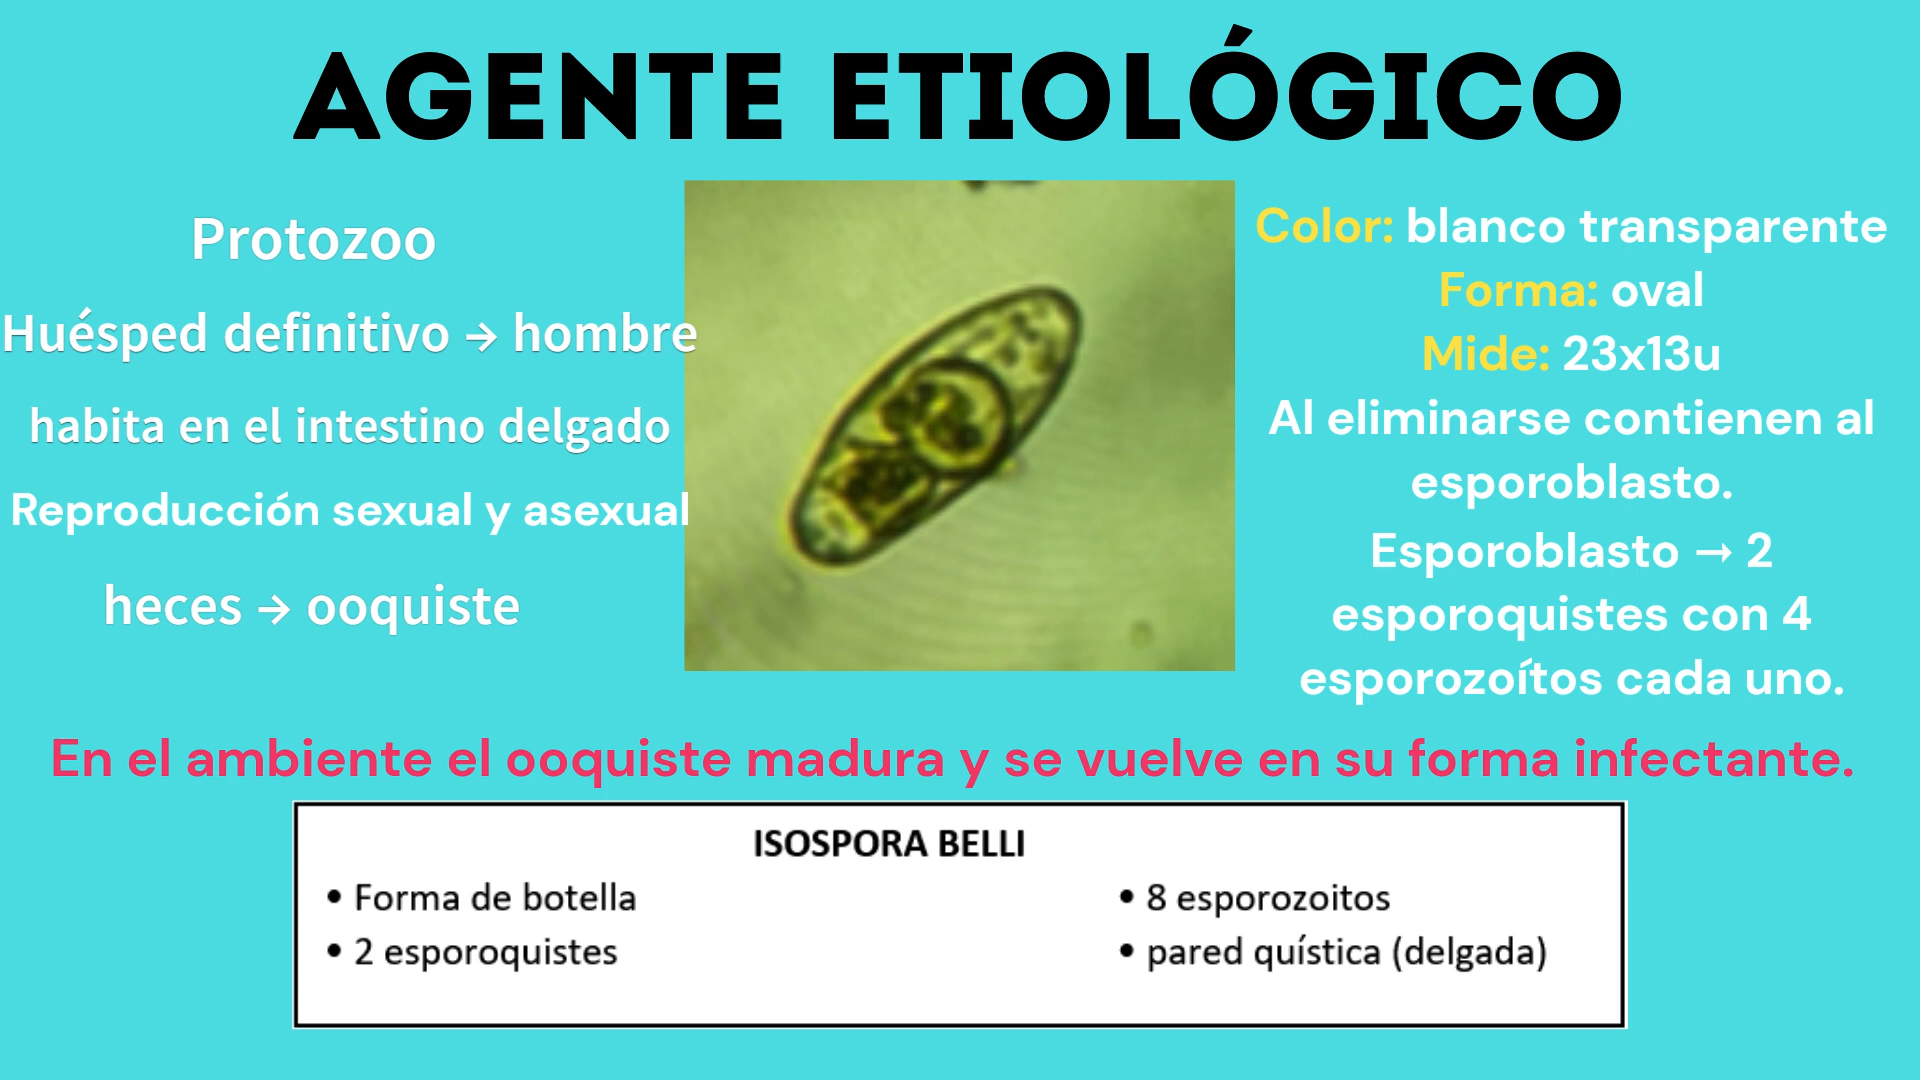 AGENTE ETIOLÓGICO
Protozoo
Huésped definitivo → hombre
habita en el intestino delgado
Reproducción sexual y asexual
heces → ooquiste
Color: blanco transparente
Forma: oval
Mide: 23x13u
Al eliminarse contienen al
esporoblasto.
Esporoblasto → 2
esporoquistes con 4
esporozoítos cada uno.
En el ambiente el ooquiste madura y se vuelve en su forma infectante.
ISOSPORA BELLI
• Forma de botella
• 2 esporoquistes
• 8 esporozoitos
• pared quística (delgada)